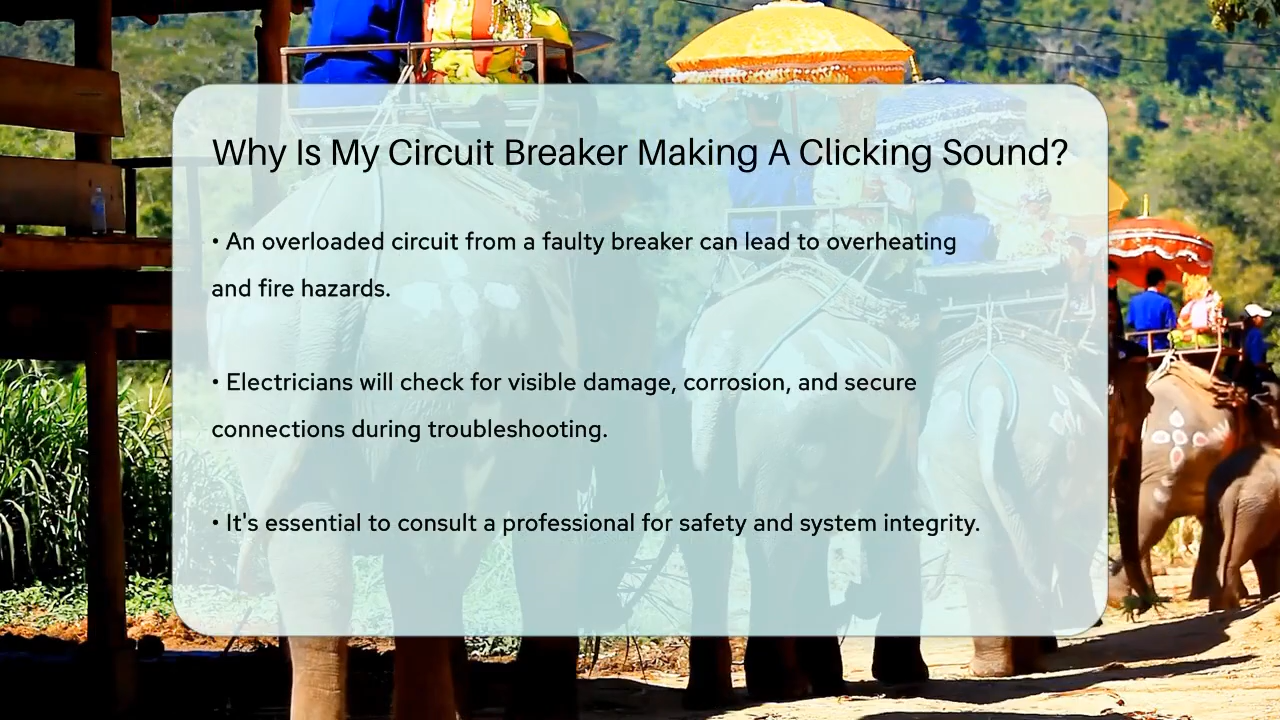 Why Is My Circuit Breaker Making A Clicking Sound?
• An overloaded circuit from a faulty breaker can lead to overheating
and fire hazards.
• Electricians will check for visible damage, corrosion, and secure
connections during troubleshooting.
• It's essential to consult a professional for safety and system integrity.